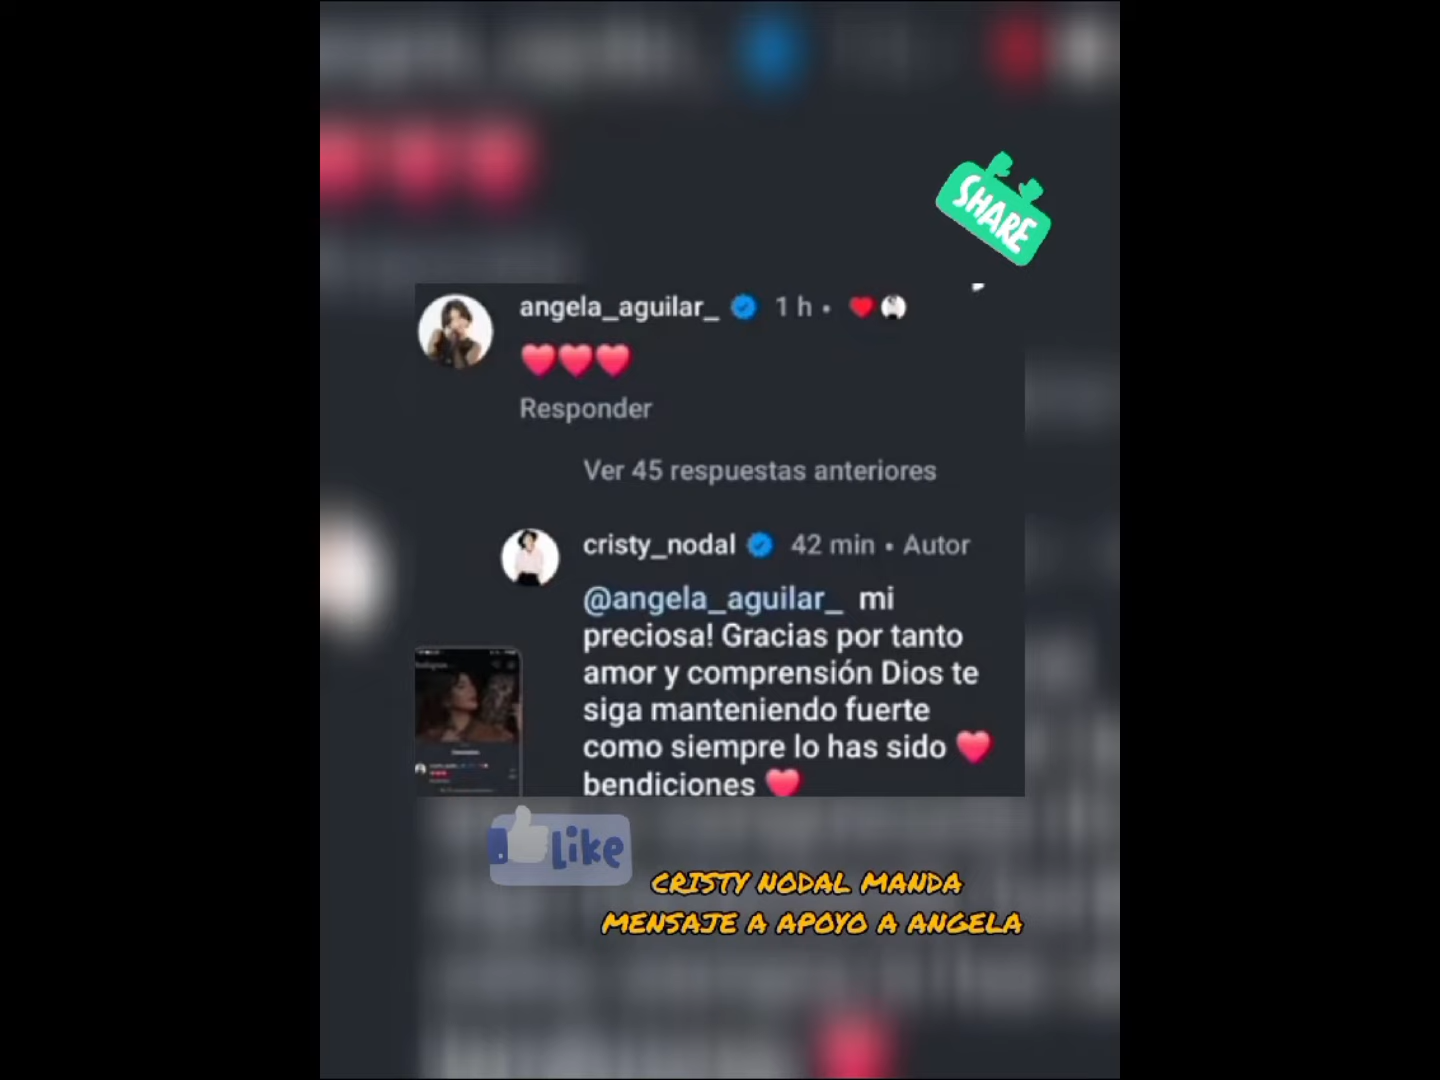 SHARE
angela_aguilar_ 1 h •
Responder
Ver 45 respuestas anteriores
cristy_nodal 42 min • Autor
@angela_aguilar_ mi
preciosa! Gracias por tanto
amor y comprensión Dios te
siga manteniendo fuerte
como siempre lo has sido ❤️
bendiciones ❤️
Like
CRISTY NODAL MANDA
MENSAJE A APOYO A ANGELA